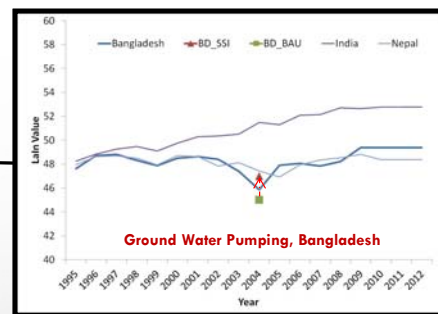 60
Bangladesh BD_SSI BD_BAU India Nepal
58
56
54
52
50
48
46
44
42
40
Laln Value
Ground Water Pumping, Bangladesh
1995 1996 1997 1998 1999 2000 2001 2002 2003 2004 2005 2006 2007 2008 2009 2010 2011 2012
Year